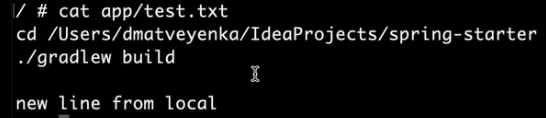 / # cat app/test.txt
cd /Users/dmatveyenka/IdeaProjects/spring-starter
./gradlew build
new line from local